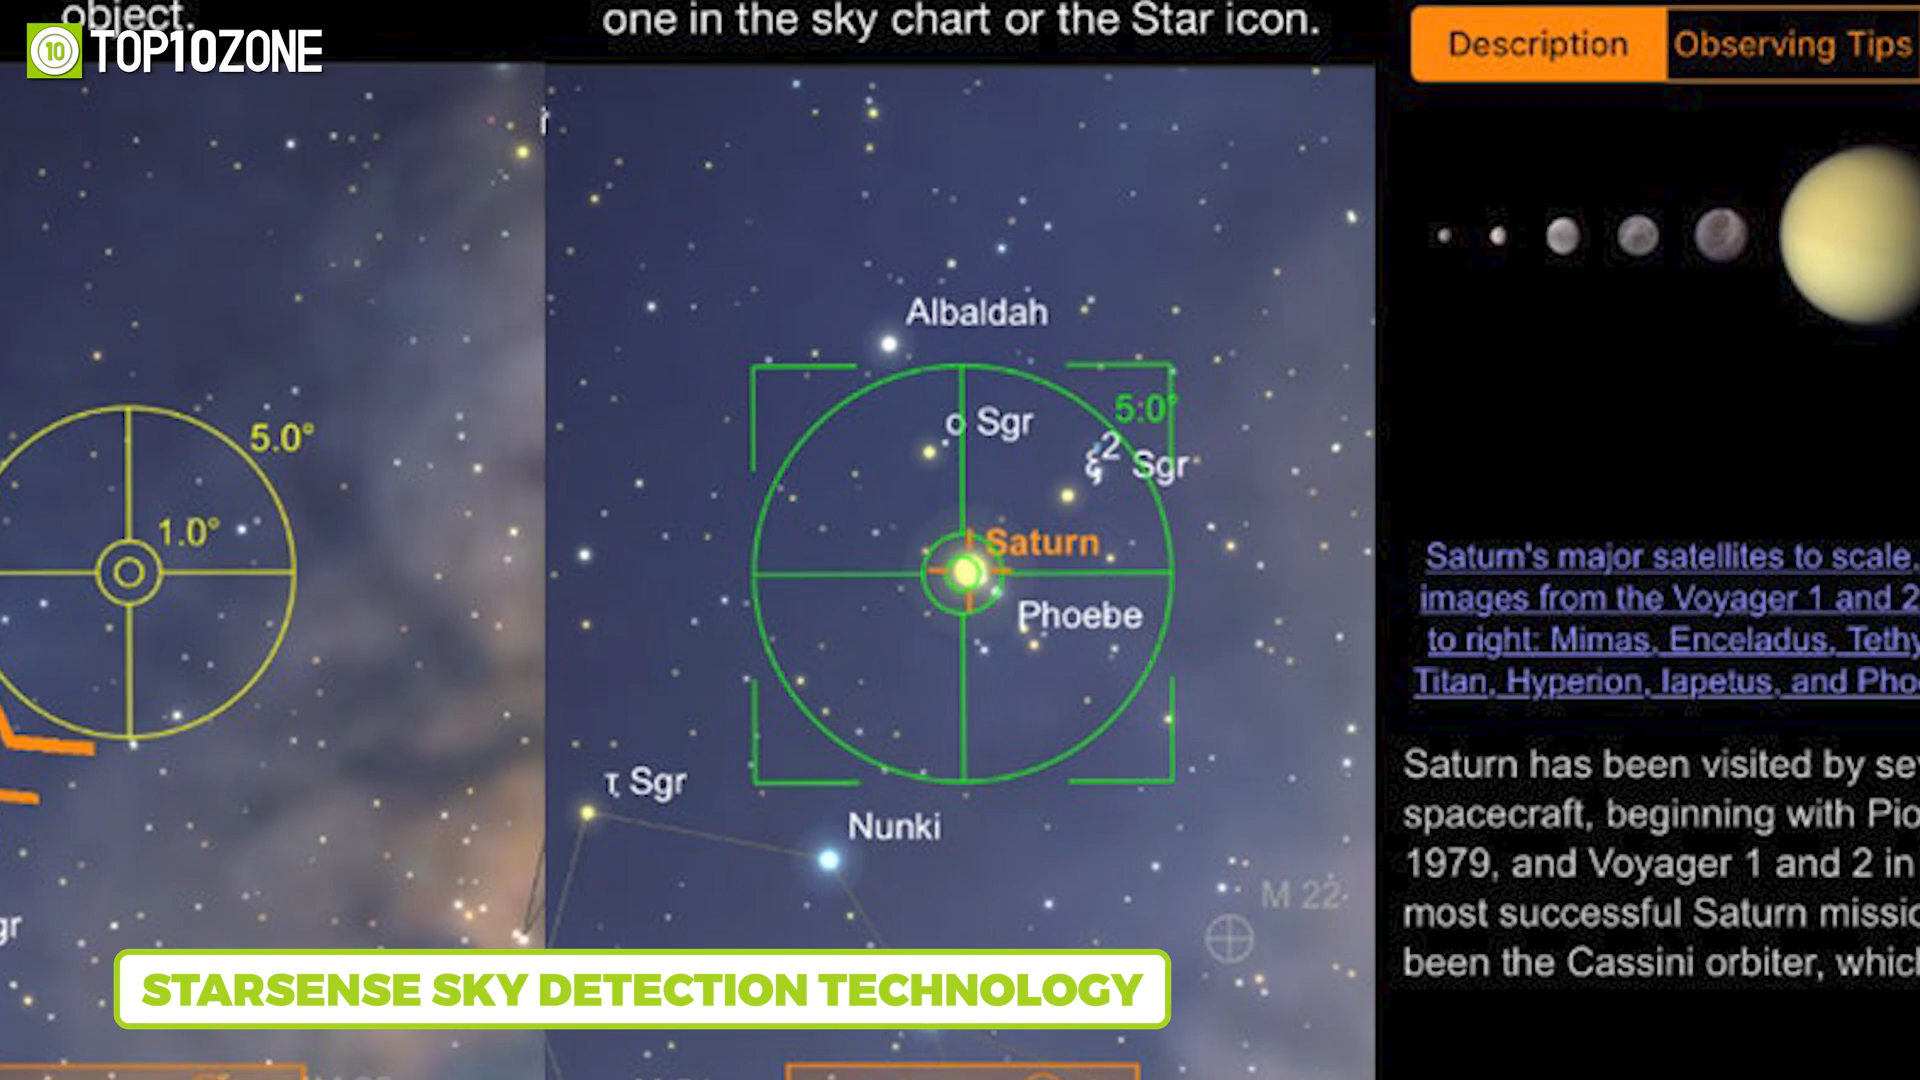 object.
TOP10ZONE
10
5.0°
1.0°
gr
one in the sky chart or the Star icon.
Albaldah
ο Sgr
5.0°
ξ² Sgr
Saturn
Phoebe
τ Sgr
Nunki
M 22
Description
Observing Tips
Saturn's major satellites to scale,
images from the Voyager 1 and 2
to right: Mimas, Enceladus, Tethy
Titan, Hyperion, Iapetus, and Pho
Saturn has been visited by se
spacecraft, beginning with Pio
1979, and Voyager 1 and 2 in
most successful Saturn missio
been the Cassini orbiter, whic
STARSENSE SKY DETECTION TECHNOLOGY